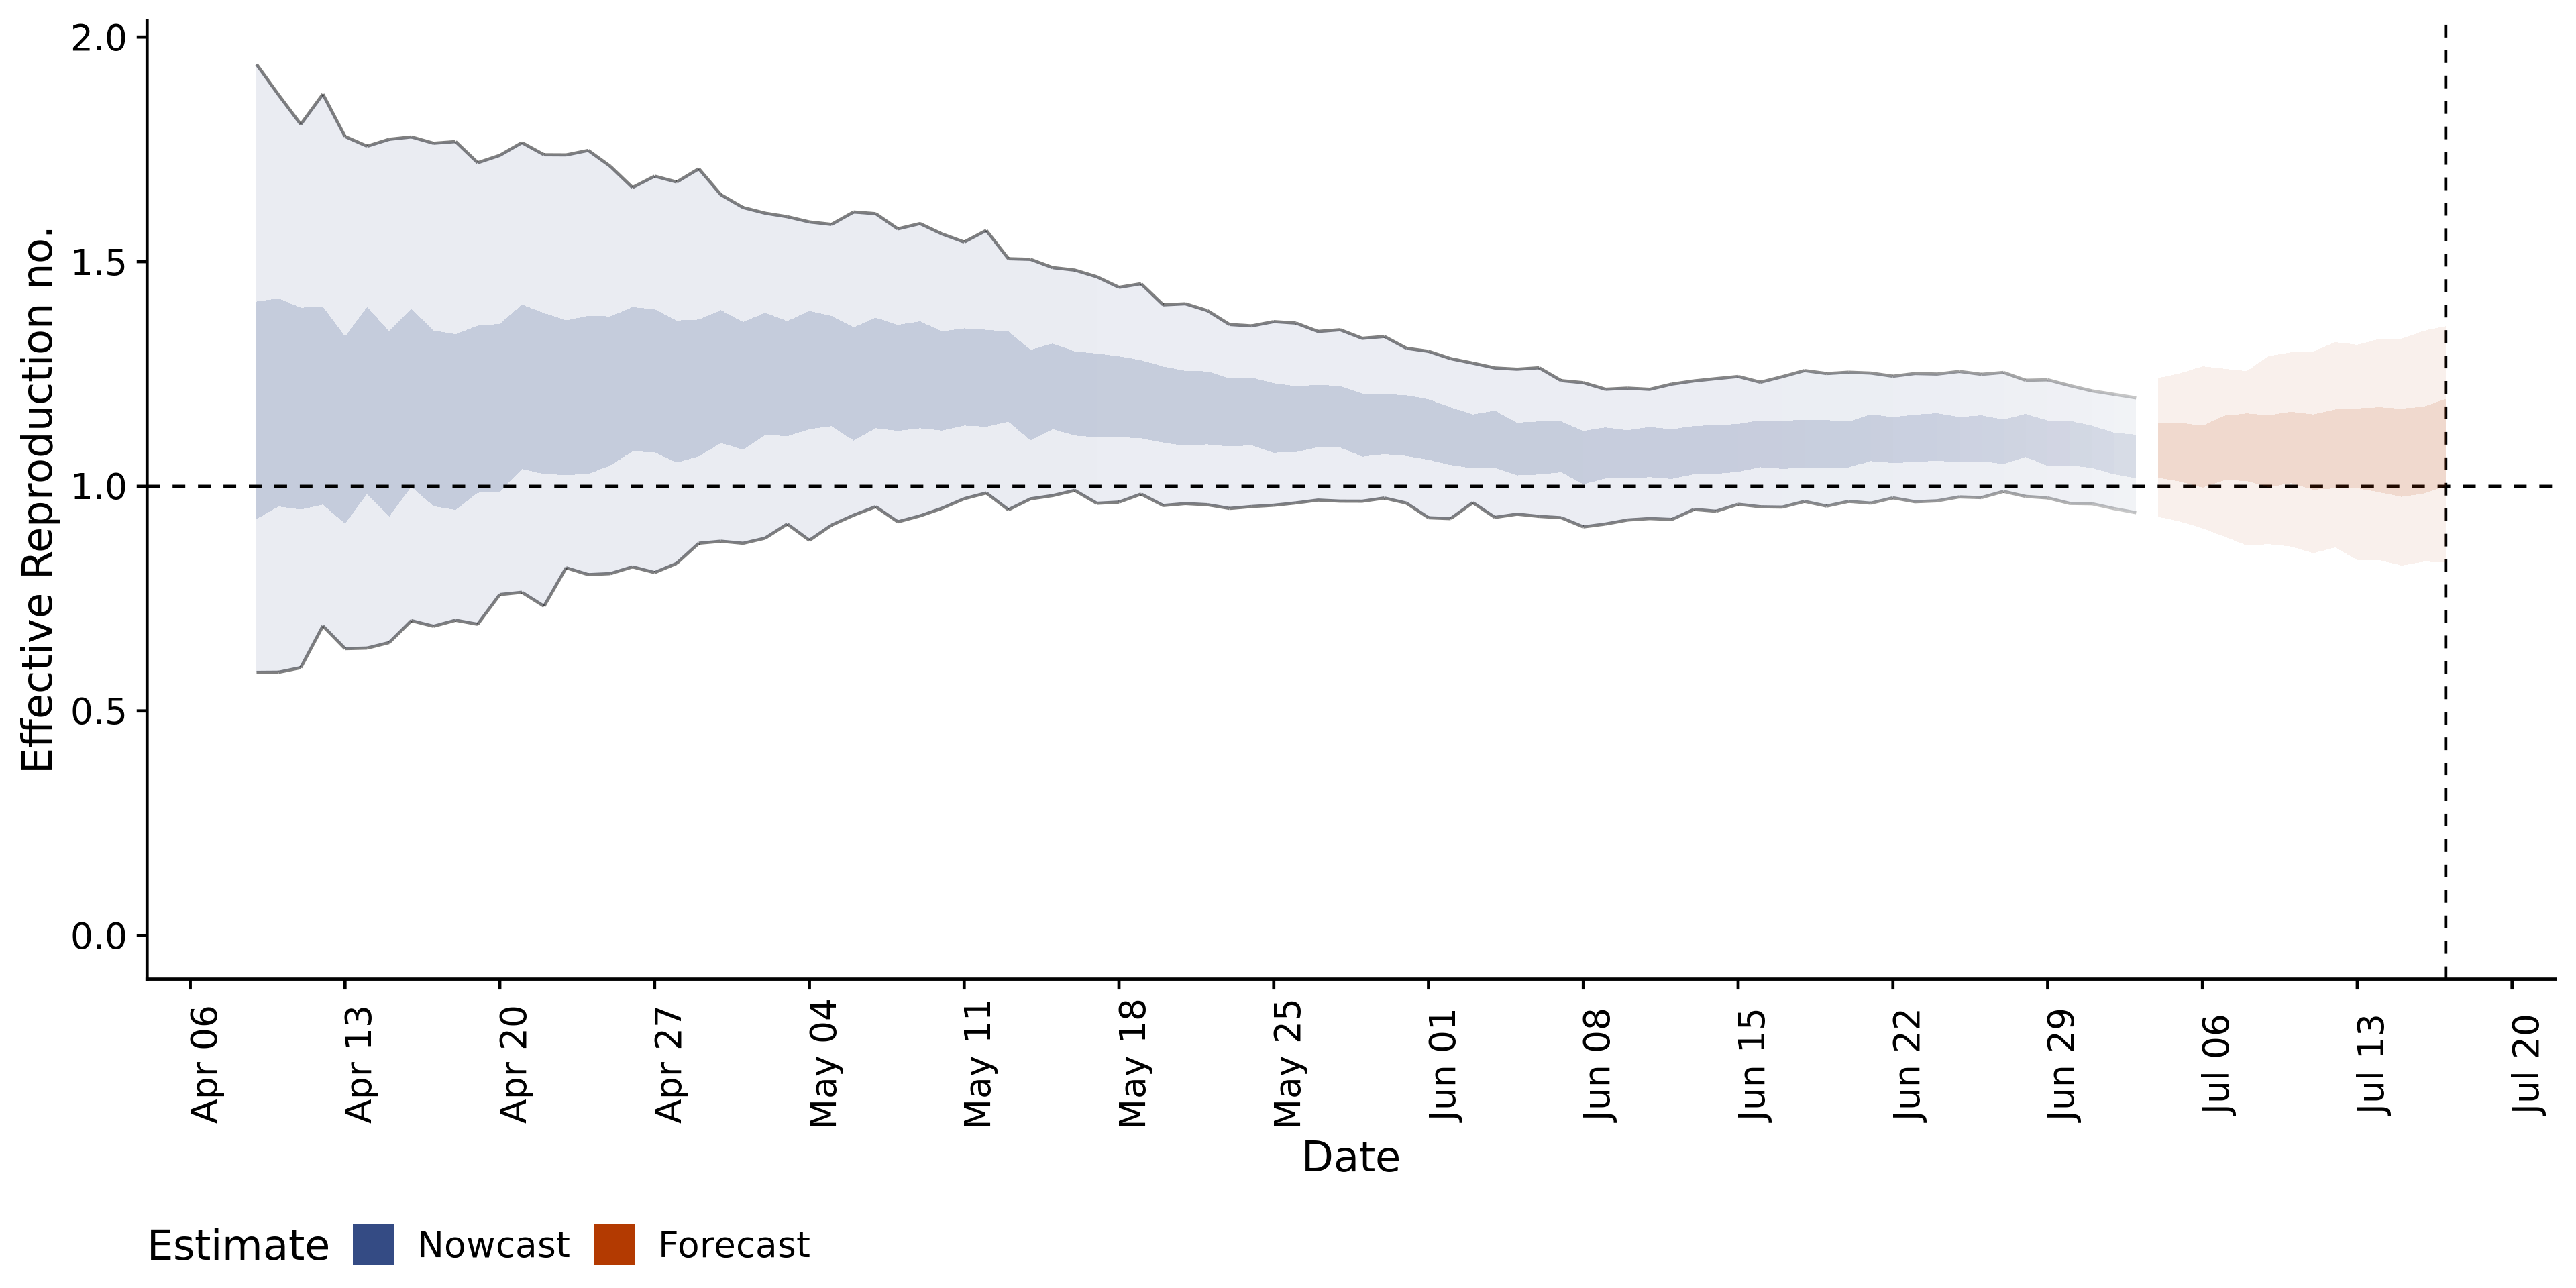 Effective Reproduction no.
2.0
1.5
1.0
0.5
0.0
Apr 06
Apr 13
Apr 20
Apr 27
May 04
May 11
May 18
May 25
Jun 01
Jun 08
Jun 15
Jun 22
Jun 29
Jul 06
Jul 13
Jul 20
Date
Estimate Nowcast Forecast